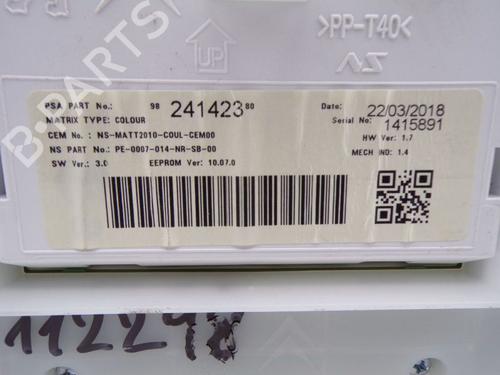 UP
>PP-T40<
NS
B-PARTS
PSA PART No.: 98 241423 80
MATRIX TYPE: COLOUR
CEM No.: NS-MATT2010-COUL-CEM00
NS PART No.: PE-0007-014-NR-SB-00
SW Ver.: 3.0 EEPROM Ver: 10.07.0
Date: 22/03/2018
Serial No: 1415891
HW Ver: 1.7
MECH IND: 1.4